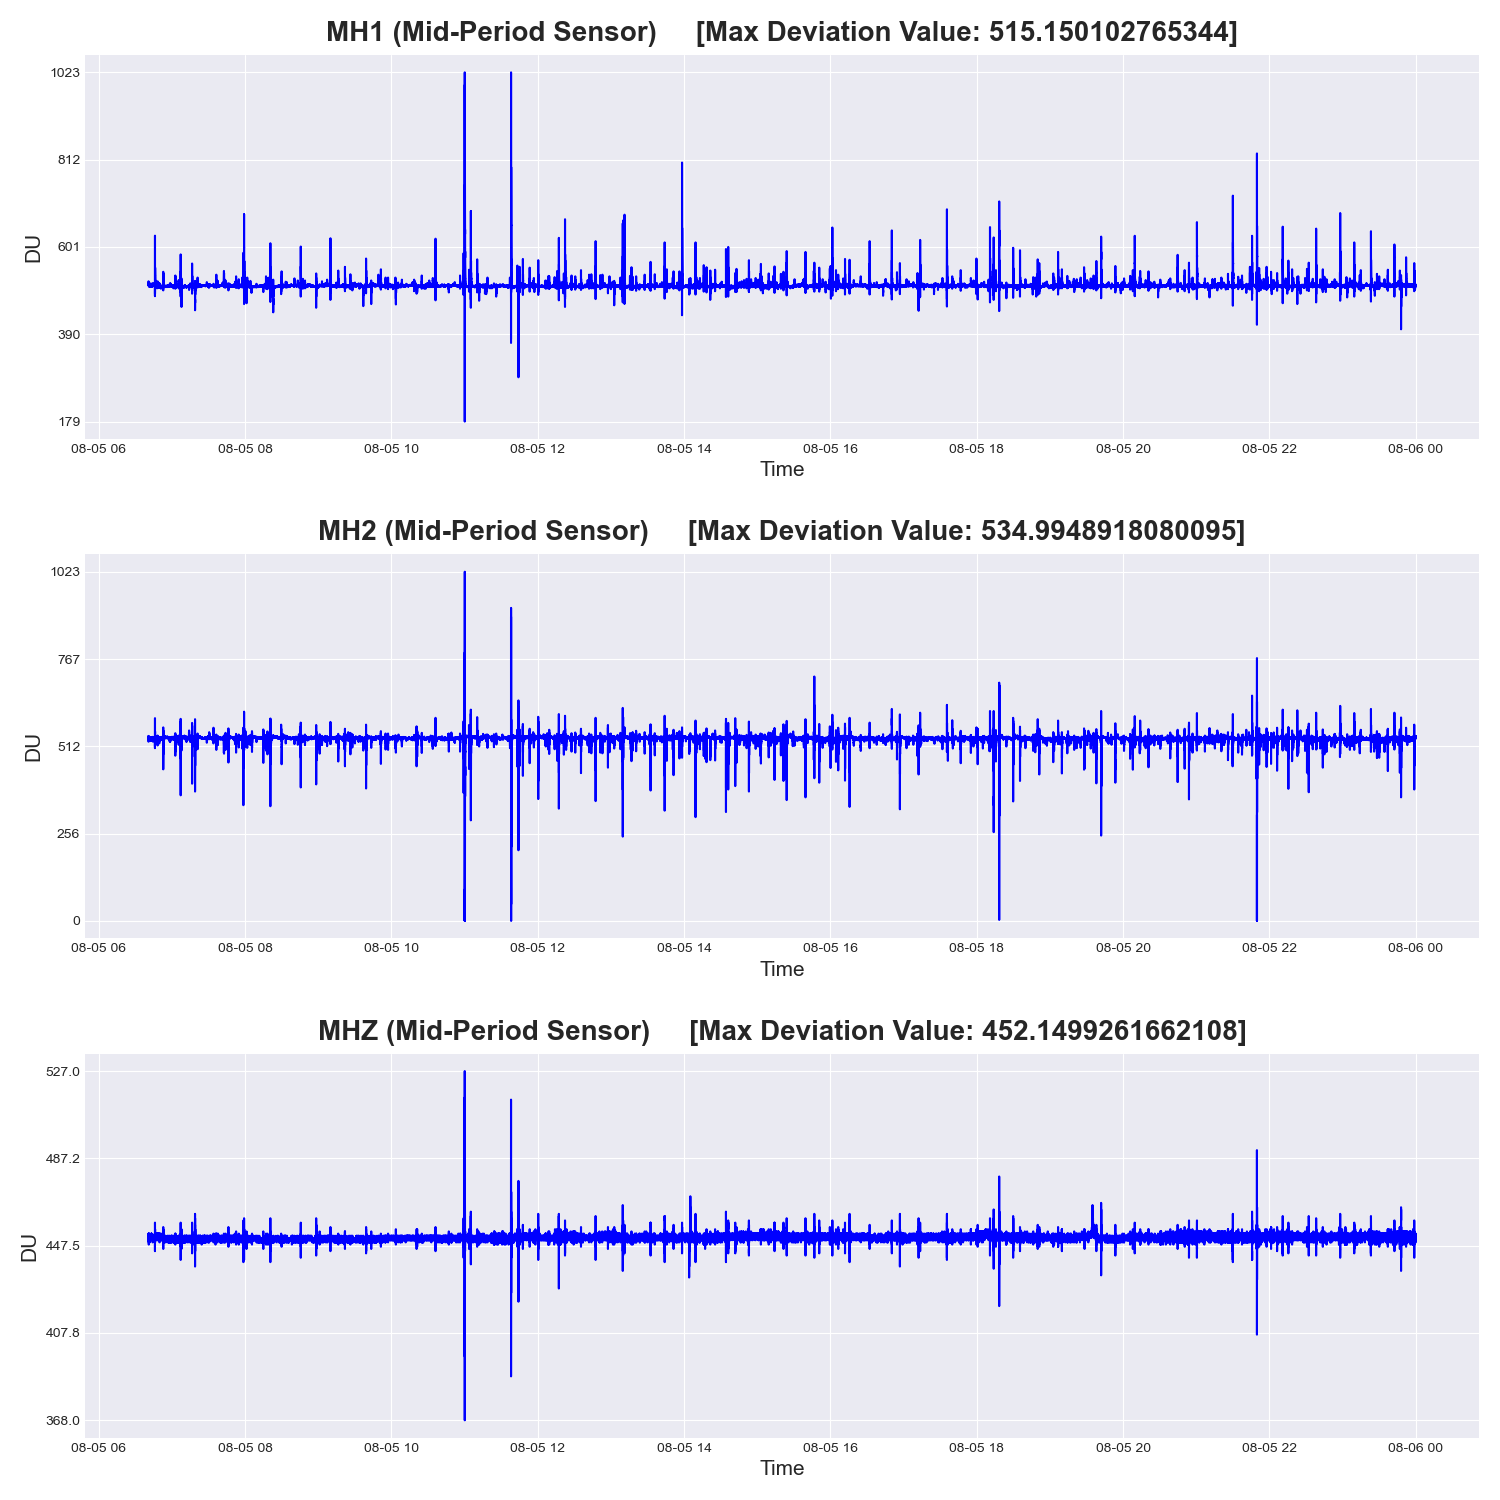 MH1 (Mid-Period Sensor) [Max Deviation Value: 515.150102765344]
1023
812
601
390
179
DU
08-05 06 08-05 08 08-05 10 08-05 12 08-05 14 08-05 16 08-05 18 08-05 20 08-05 22 08-06 00
Time
MH2 (Mid-Period Sensor) [Max Deviation Value: 534.9948918080095]
1023
767
512
256
0
DU
08-05 06 08-05 08 08-05 10 08-05 12 08-05 14 08-05 16 08-05 18 08-05 20 08-05 22 08-06 00
Time
MHZ (Mid-Period Sensor) [Max Deviation Value: 452.1499261662108]
527.0
487.2
447.5
407.8
368.0
DU
08-05 06 08-05 08 08-05 10 08-05 12 08-05 14 08-05 16 08-05 18 08-05 20 08-05 22 08-06 00
Time